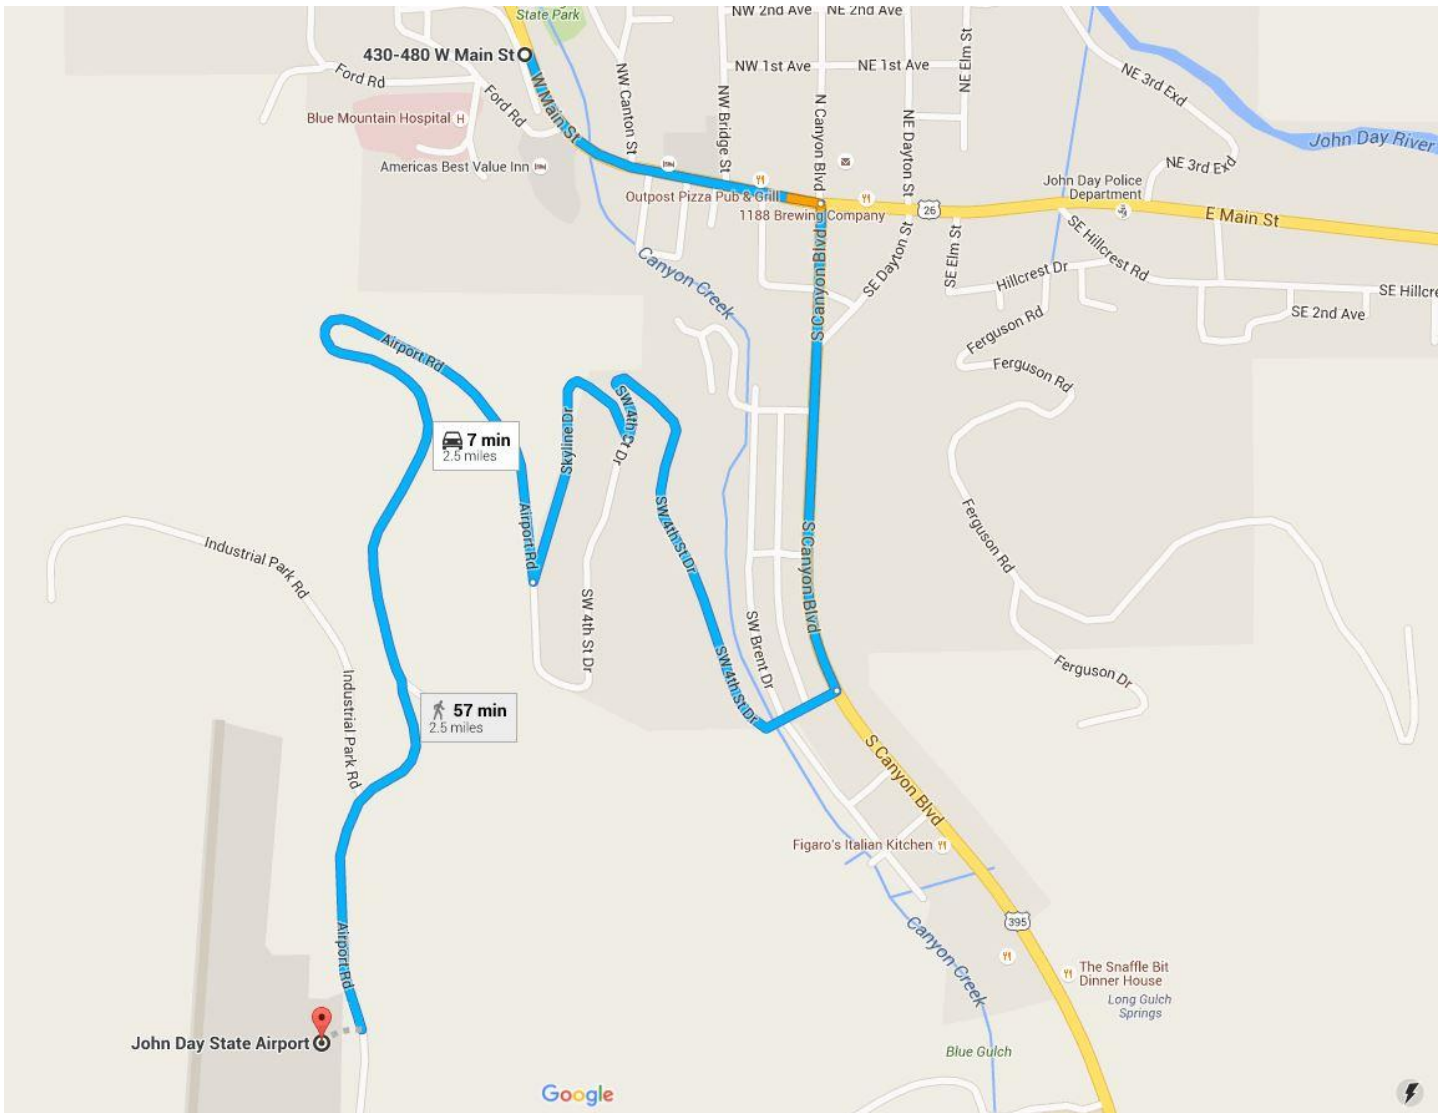 State Park
NW 2nd Ave
NE 2nd Ave
430-480 W Main St
Ford Rd
Ford Rd
W Main St
NW Canton St
NW 1st Ave
NE 1st Ave
NW Bridge St
N Canyon Blvd
NE Dayton St
NE Elm St
NE 3rd Exd
NE 3rd Exd
John Day River
Blue Mountain Hospital
H
Americas Best Value Inn
Outpost Pizza Pub & Grill
1188 Brewing Company
26
John Day Police
Department
E Main St
SE Hillcrest Rd
SE Hillcre
SE 2nd Ave
Hillcrest Dr
SE Elm St
SE Dayton St
S Canyon Blvd
Canyon Creek
Ferguson Rd
Ferguson Rd
Ferguson Rd
Ferguson Dr
Airport Rd
7 min
2.5 miles
Skyline Dr
SW 4th Ct Dr
Airport Rd
SW 4th St Dr
SW 4th St Dr
SW 4th St Dr
SW Brent Dr
S Canyon Blvd
S Canyon Blvd
Industrial Park Rd
Industrial Park Rd
57 min
2.5 miles
Figaro's Italian Kitchen
395
Canyon Creek
The Snaffle Bit
Dinner House
Long Gulch
Springs
Blue Gulch
Airport Rd
John Day State Airport
Google